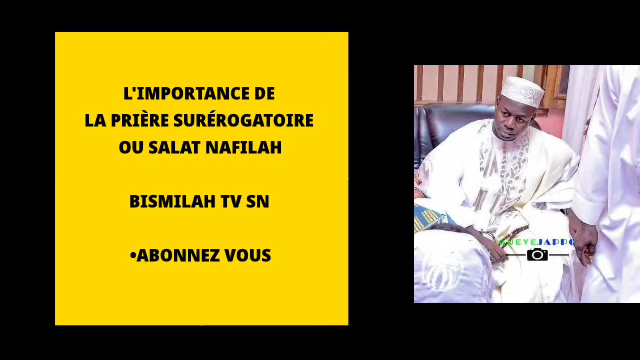 L'IMPORTANCE DE
LA PRIÈRE SURÉROGATOIRE
OU SALAT NAFILAH
BISMILAH TV SN
•ABONNEZ VOUS